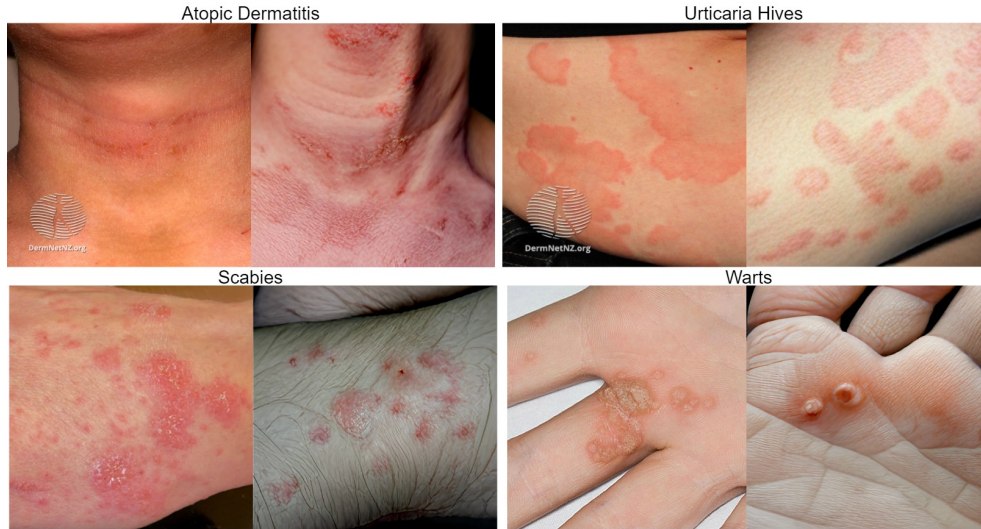 Atopic Dermatitis
Urticaria Hives
DermNetNZ.org
DermNetNZ.org
Scabies
Warts